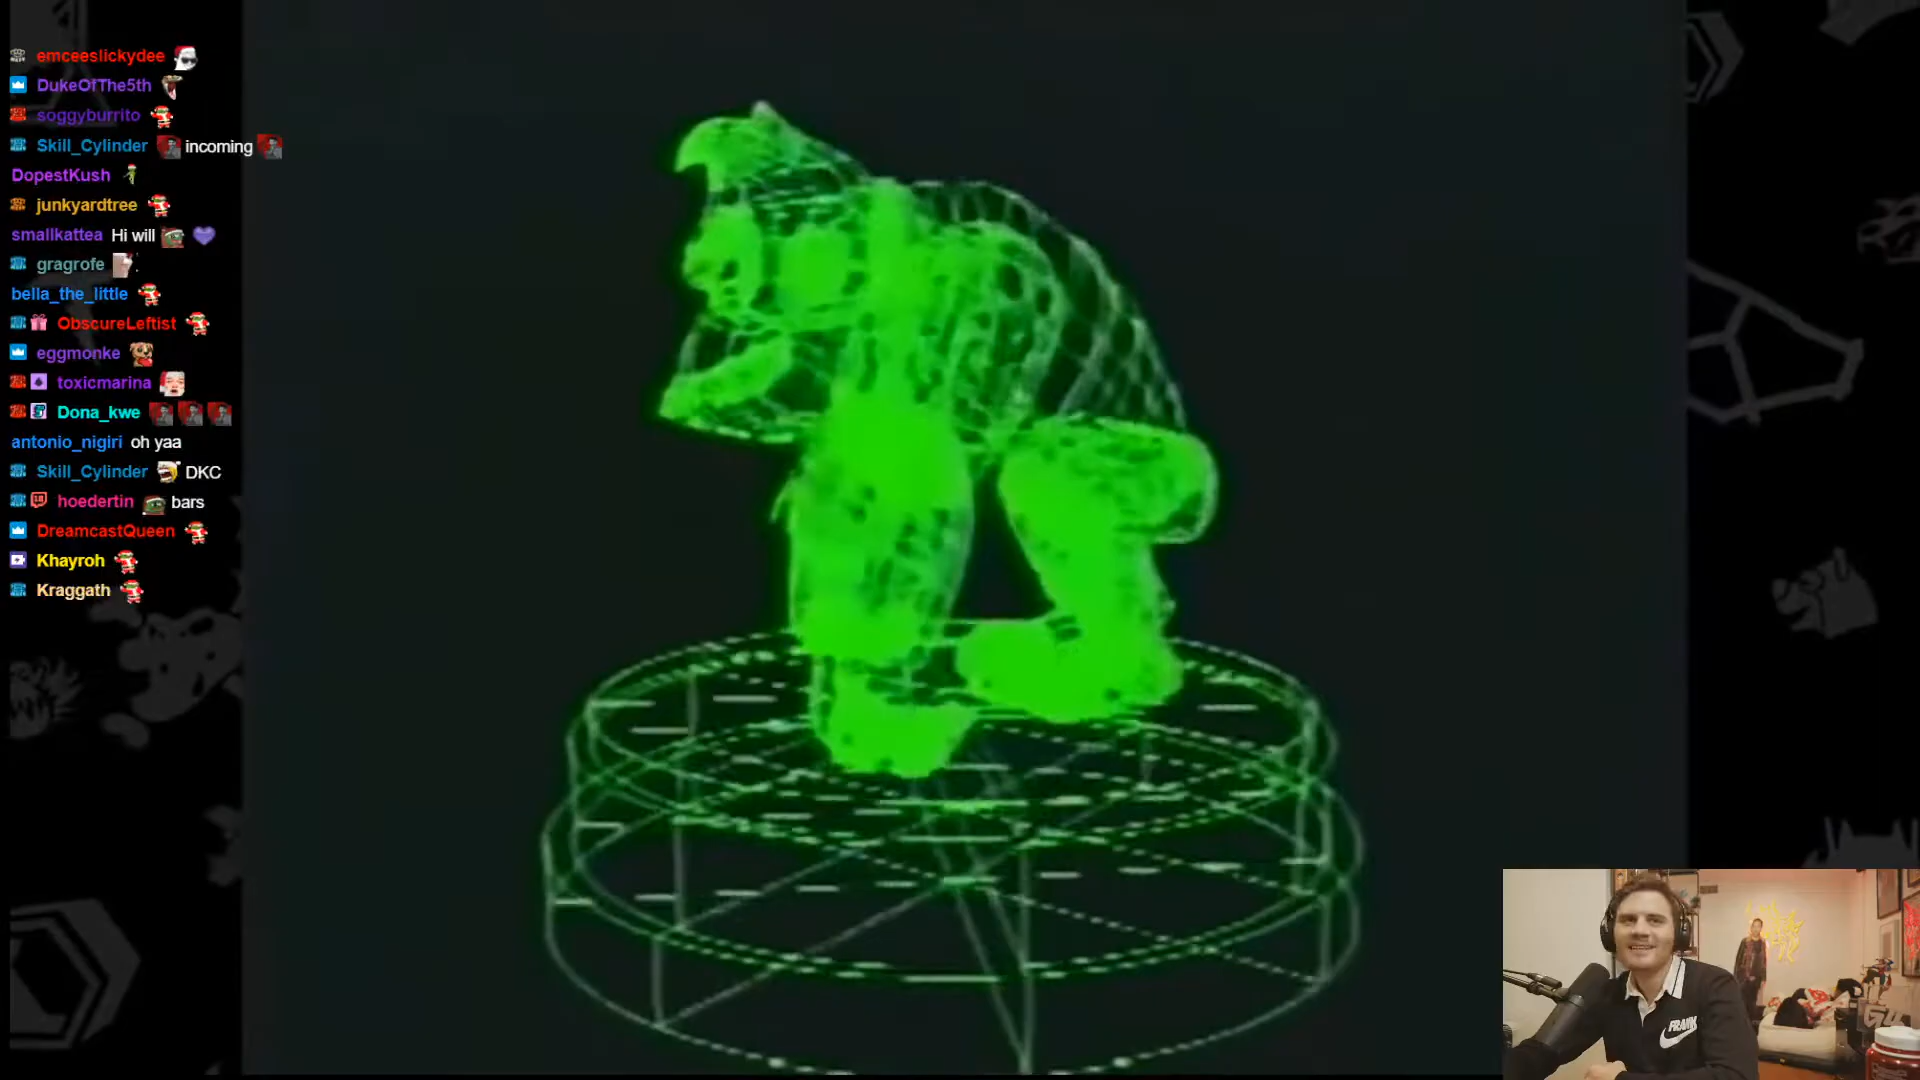 emceeslickydee
DukeOfThe5th
soggyburrito
Skill_Cylinder incoming
DopestKush
junkyardtree
smallkattea Hi will
gragrofe
bella_the_little
ObscureLeftist
eggmonke
toxicmarina
Dona_kwe
antonio_nigiri oh yaa
Skill_Cylinder DKC
hoedertin bars
DreamcastQueen
Khayroh
Kraggath
FRANK